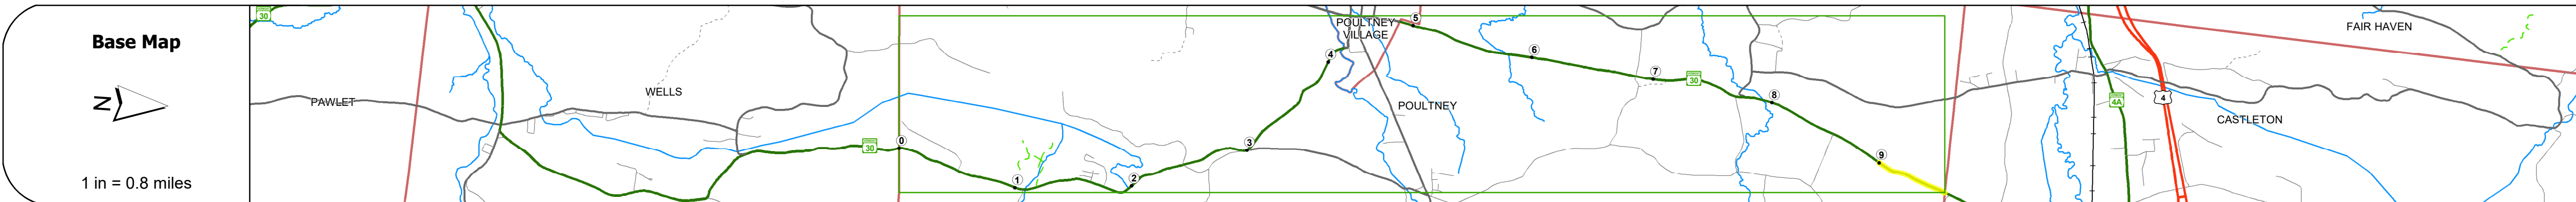 Base Map
N
1 in = 0.8 miles
30
PAWLET
WELLS
30
0
1
2
3
4
POULTNEY
VILLAGE
5
POULTNEY
6
7
30
8
9
4A
4
CASTLETON
FAIR HAVEN